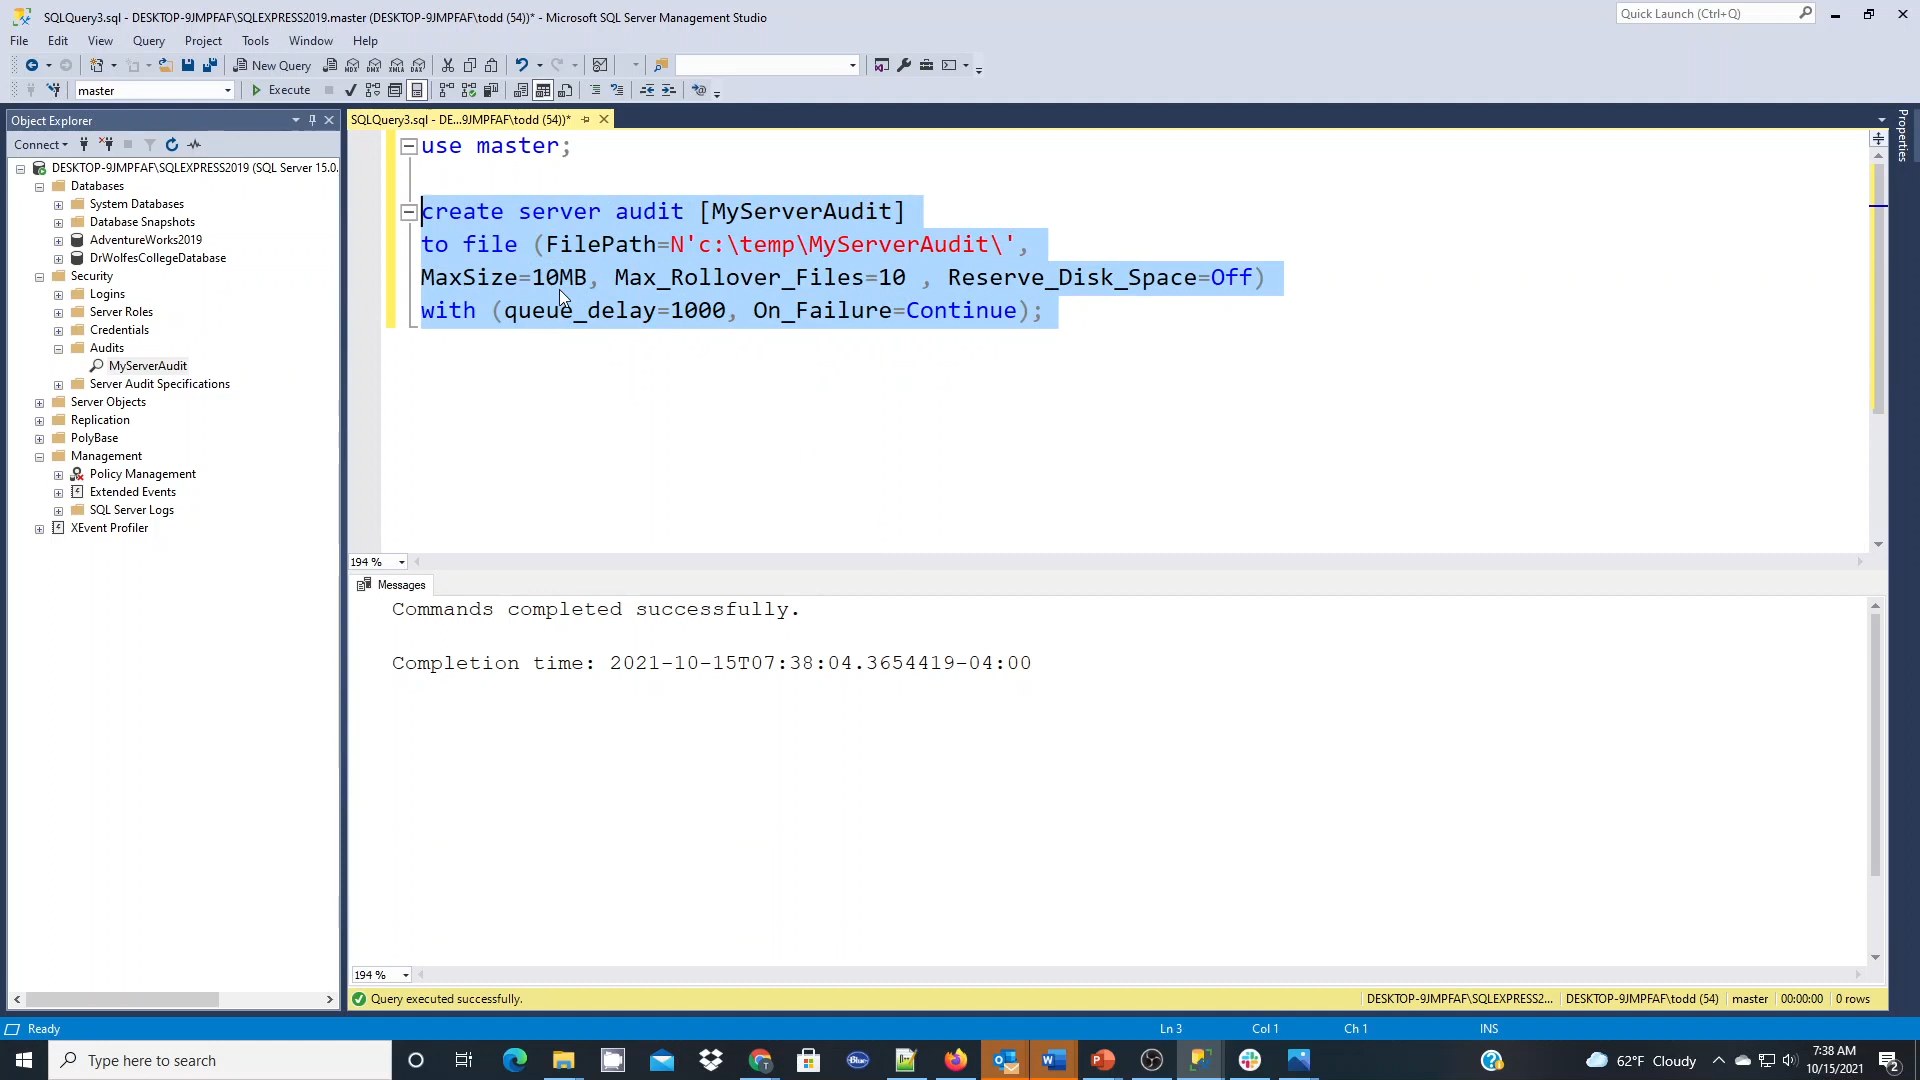 SQLQuery3.sql - DESKTOP-9JMPFAF\SQLEXPRESS2019.master (DESKTOP-9JMPFAF\todd (54))* - Microsoft SQL Server Management Studio
Quick Launch (Ctrl+Q)
File Edit View Query Project Tools Window Help
New Query
MDX DMX XMLA DAX
master
Execute
Object Explorer
SQLQuery3.sql - DE...9JMPFAF\todd (54))*
Properties
Connect
DESKTOP-9JMPFAF\SQLEXPRESS2019 (SQL Server 15.0.
Databases
System Databases
Database Snapshots
AdventureWorks2019
DrWolfesCollegeDatabase
Security
Logins
Server Roles
Credentials
Audits
MyServerAudit
Server Audit Specifications
Server Objects
Replication
PolyBase
Management
Policy Management
Extended Events
SQL Server Logs
XEvent Profiler
use master;
create server audit [MyServerAudit]
to file (FilePath=N'c:\temp\MyServerAudit\',
MaxSize=10MB, Max_Rollover_Files=10 , Reserve_Disk_Space=Off)
with (queue_delay=1000, On_Failure=Continue);
194 %
Messages
Commands completed successfully.
Completion time: 2021-10-15T07:38:04.3654419-04:00
194 %
Query executed successfully.
DESKTOP-9JMPFAF\SQLEXPRESS2... DESKTOP-9JMPFAF\todd (54) master 00:00:00 0 rows
Ready
Ln 3 Col 1 Ch 1 INS
Type here to search
Blue
62°F Cloudy
7:38 AM
10/15/2021
2